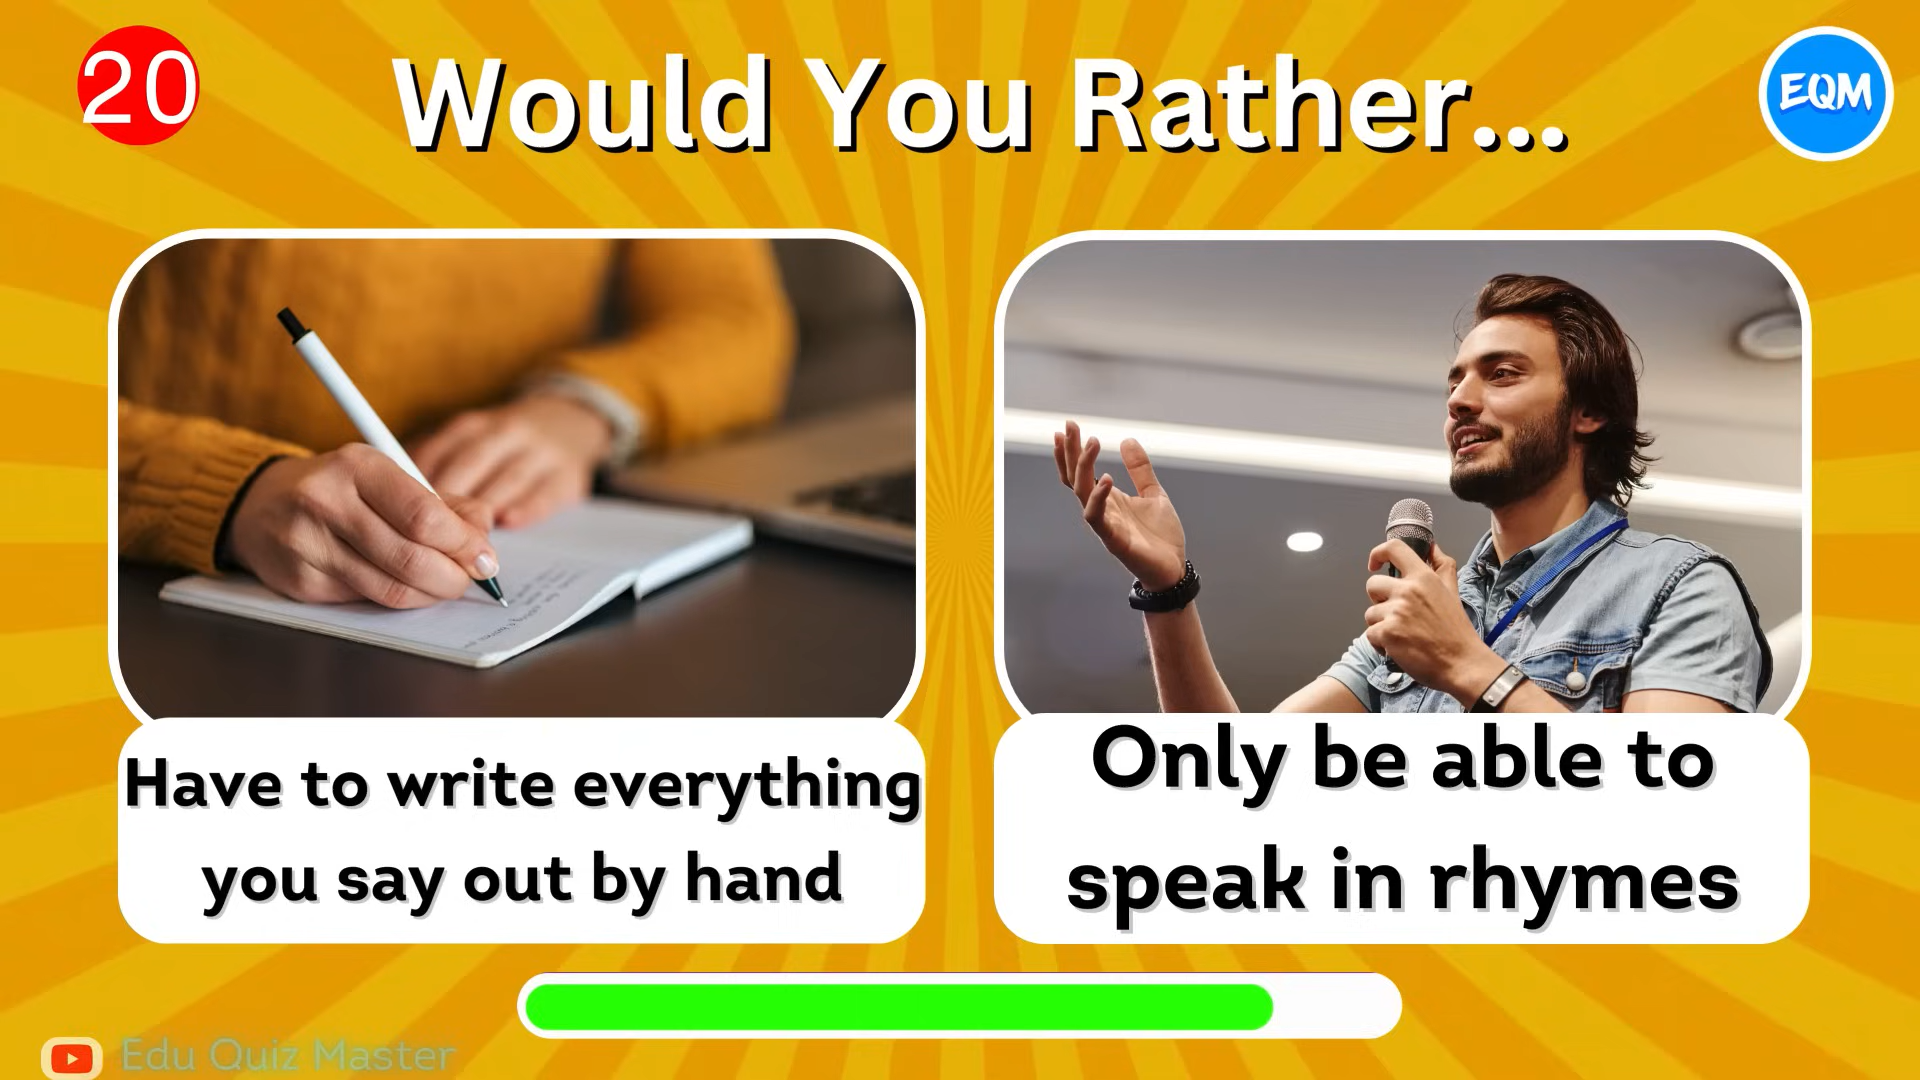 20
Would You Rather...
EQM
Have to write everything
you say out by hand
Only be able to
speak in rhymes
Edu Quiz Master